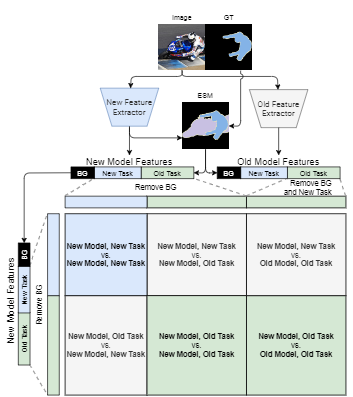 Image
GT
New Feature
Extractor
ESM
Old Feature
Extractor
New Model Features
Old Model Features
BG
New Task
Old Task
BG
New Task
Old Task
Remove BG
Remove BG
and New Task
New Model Features
BG
New Task
Old Task
Remove BG
New Model, New Task
vs.
New Model, New Task
New Model, New Task
vs.
New Model, Old Task
New Model, New Task
vs.
Old Model, Old Task
New Model, Old Task
vs.
New Model, New Task
New Model, Old Task
vs.
New Model, Old Task
New Model, Old Task
vs.
Old Model, Old Task